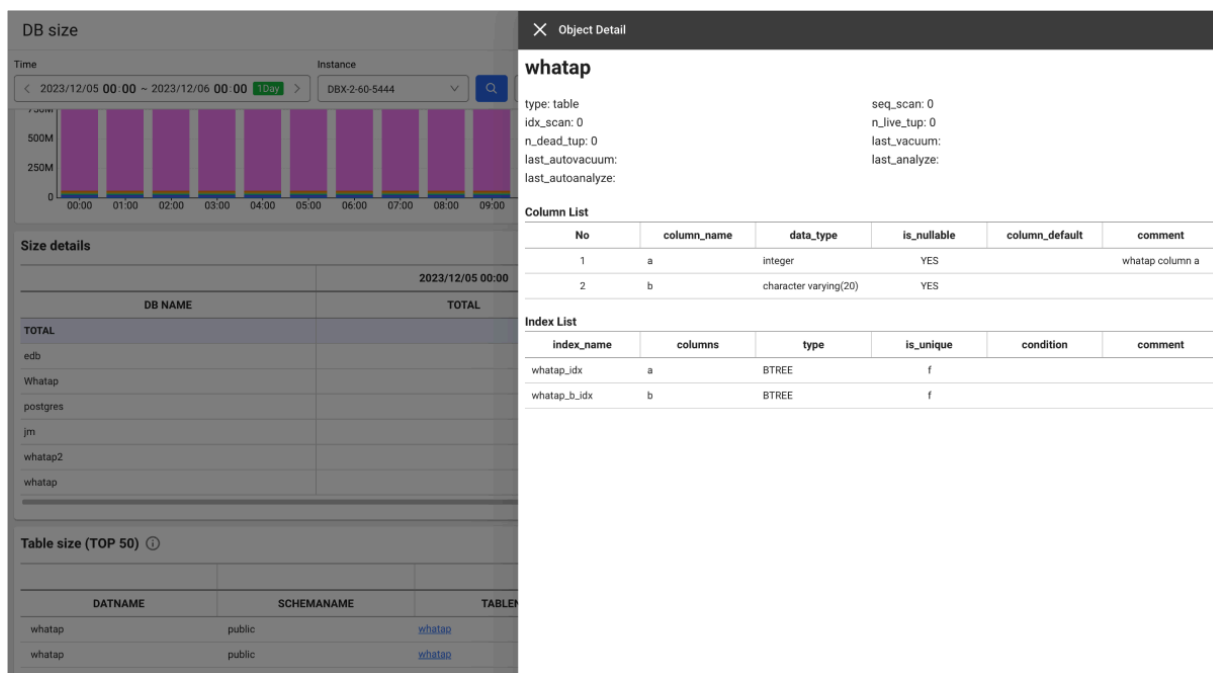 DB size
Time
Instance
2023/12/05 00:00 ~ 2023/12/06 00:00 1Day
DBX-2-60-5444
500M
250M
0
00:00 01:00 02:00 03:00 04:00 05:00 06:00 07:00 08:00 09:00
Size details
2023/12/05 00:00
DB NAME TOTAL
TOTAL
edb
Whatap
postgres
jm
whatap2
whatap
Table size (TOP 50)
DATNAME SCHEMANAME
whatap public whatap
whatap public whatap
Object Detail
whatap
type: table seq_scan: 0
idx_scan: 0 n_live_tup: 0
n_dead_tup: 0 last_vacuum:
last_autovacuum: last_analyze:
last_autoanalyze:
Column List
No column_name data_type is_nullable column_default comment
1 a integer YES whatap column a
2 b character varying(20) YES
Index List
index_name columns type is_unique condition comment
whatap_idx a BTREE f
whatap_b_idx b BTREE f